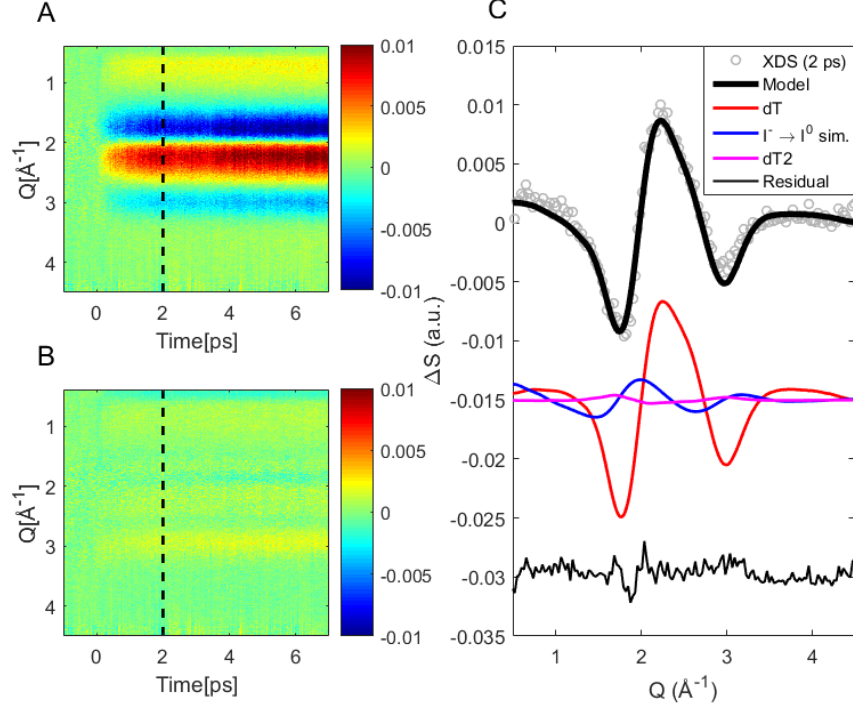 A
0.01
0.005
0
-0.005
-0.01
1
2
3
4
Q[Å⁻¹]
0
2
4
6
Time[ps]
B
0.01
0.005
0
-0.005
-0.01
1
2
3
4
Q[Å⁻¹]
0
2
4
6
Time[ps]
C
0.015
0.01
0.005
0
-0.005
-0.01
-0.015
-0.02
-0.025
-0.03
-0.035
ΔS (a.u.)
XDS (2 ps)
Model
dT
I⁻ → I⁰ sim.
dT2
Residual
1
2
3
4
Q (Å⁻¹)